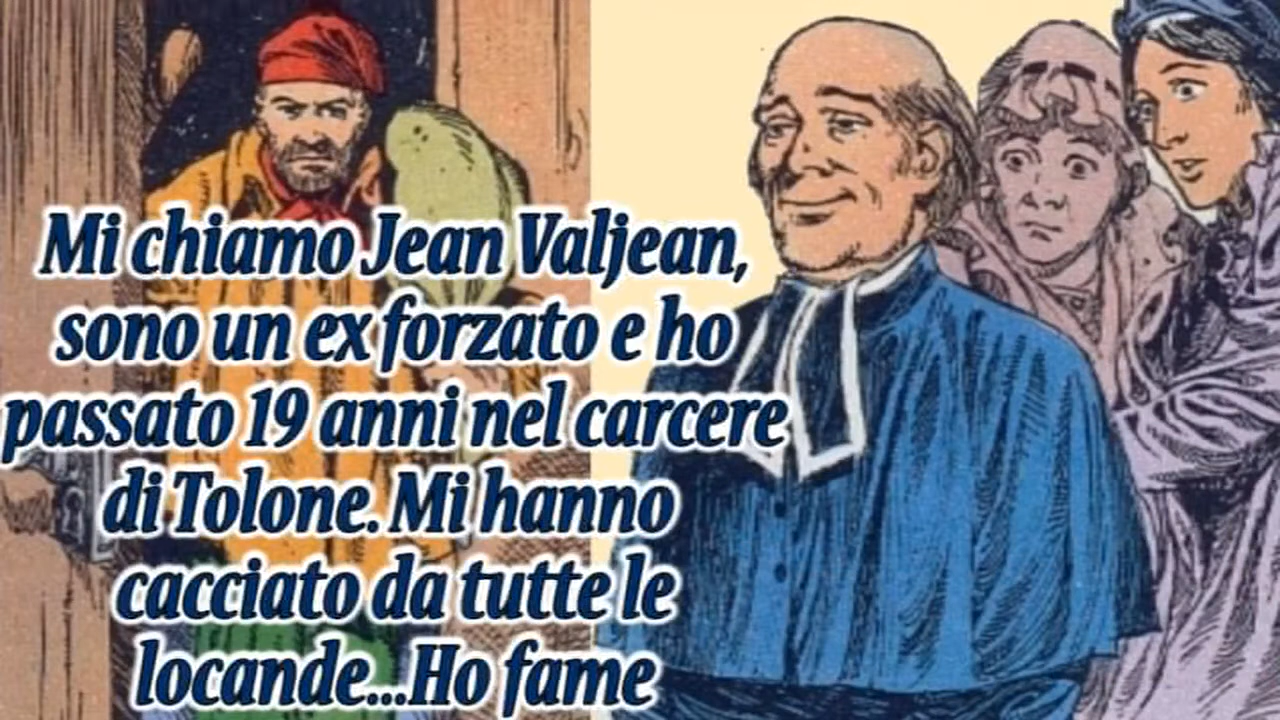 Mi chiamo Jean Valjean,
sono un ex forzato e ho
passato 19 anni nel carcere
di Tolone. Mi hanno
cacciato da tutte le
locande...Ho fame